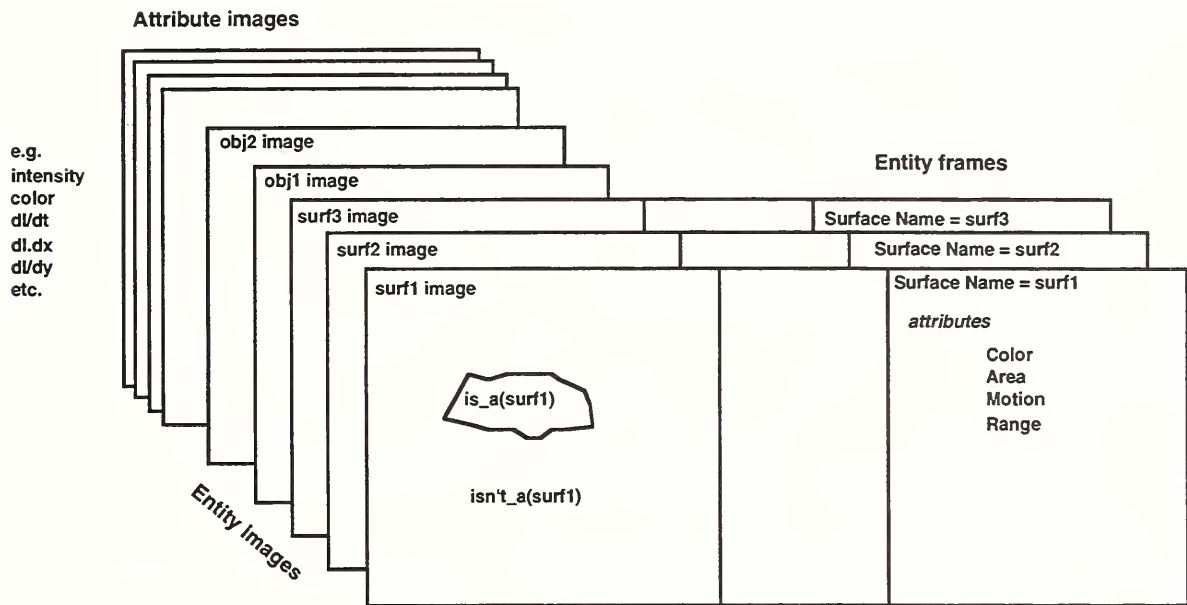 Attribute images
e.g.
intensity
color
dI/dt
dI.dx
dI/dy
etc.
obj2 image
obj1 image
surf3 image
surf2 image
surf1 image
is_a(surf1)
isn't_a(surf1)
Entity images
Entity frames
Surface Name = surf3
Surface Name = surf2
Surface Name = surf1
attributes
Color
Area
Motion
Range